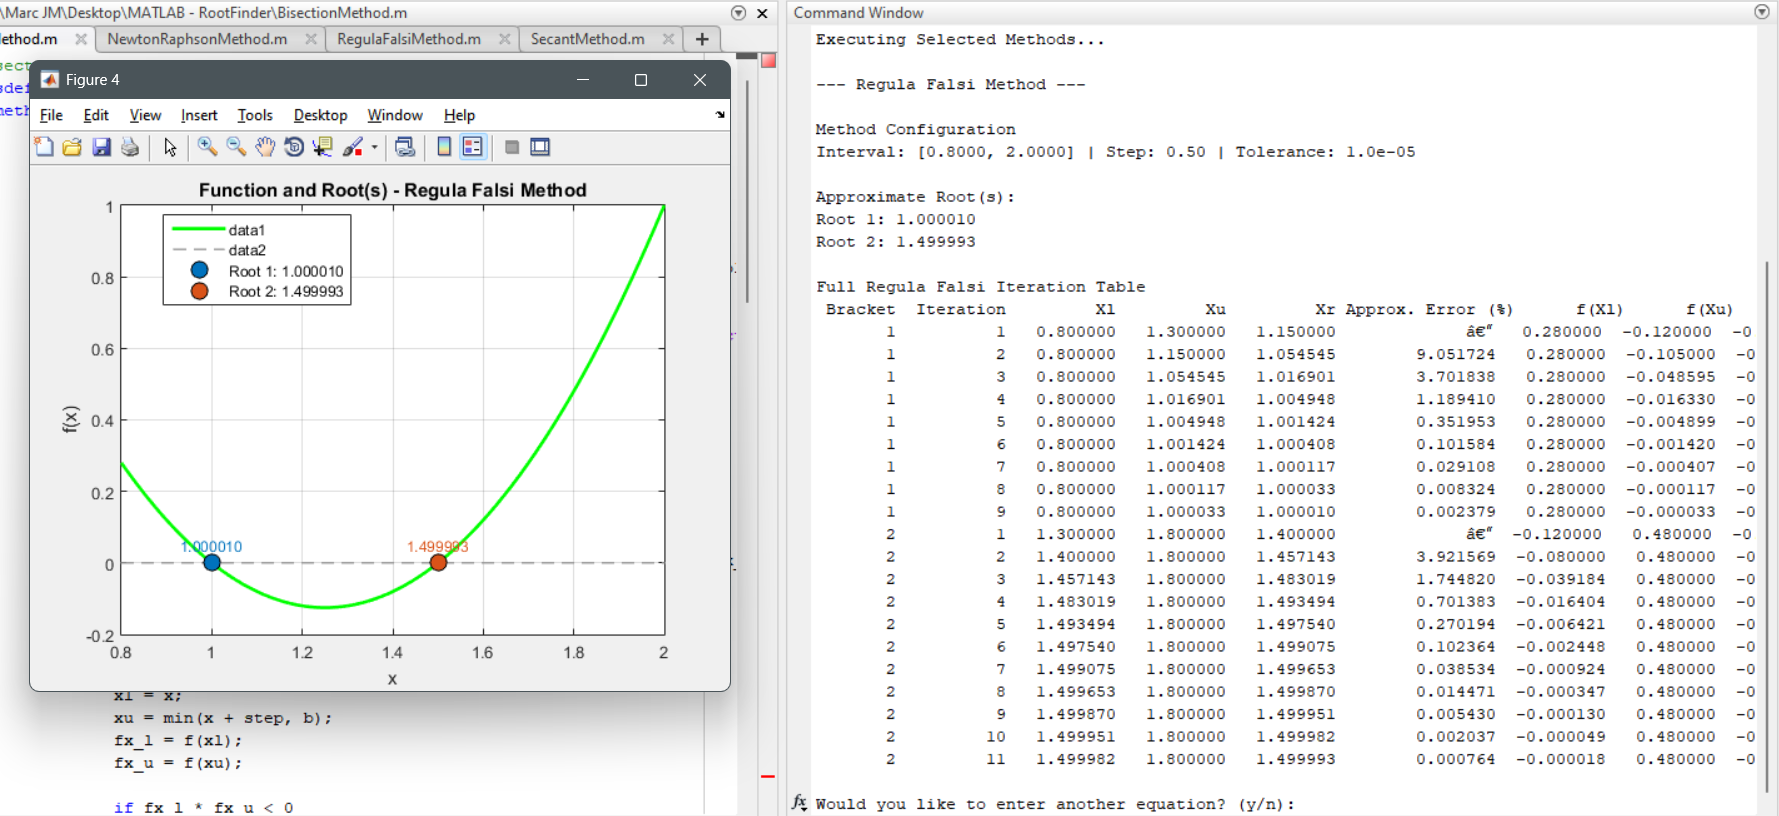 \Marc JM\Desktop\MATLAB - RootFinder\BisectionMethod.m
ethod.m NewtonRaphsonMethod.m RegulaFalsiMethod.m SecantMethod.m +
Figure 4
File Edit View Insert Tools Desktop Window Help
Function and Root(s) - Regula Falsi Method
data1
data2
Root 1: 1.000010
Root 2: 1.499993
1
0.8
0.6
0.4
0.2
0
-0.2
f(x)
1.000010
1.499993
0.8 1 1.2 1.4 1.6 1.8 2
x
xl = x;
xu = min(x + step, b);
fx_l = f(xl);
fx_u = f(xu);
if fx_l * fx_u < 0
Command Window
Executing Selected Methods...
--- Regula Falsi Method ---
Method Configuration
Interval: [0.8000, 2.0000] | Step: 0.50 | Tolerance: 1.0e-05
Approximate Root(s):
Root 1: 1.000010
Root 2: 1.499993
Full Regula Falsi Iteration Table
Bracket Iteration Xl Xu Xr Approx. Error (%) f(Xl) f(Xu)
1 1 0.800000 1.300000 1.150000 â€“ 0.280000 -0.120000 -0
1 2 0.800000 1.150000 1.054545 9.051724 0.280000 -0.105000 -0
1 3 0.800000 1.054545 1.016901 3.701838 0.280000 -0.048595 -0
1 4 0.800000 1.016901 1.004948 1.189410 0.280000 -0.016330 -0
1 5 0.800000 1.004948 1.001424 0.351953 0.280000 -0.004899 -0
1 6 0.800000 1.001424 1.000408 0.101584 0.280000 -0.001420 -0
1 7 0.800000 1.000408 1.000117 0.029108 0.280000 -0.000407 -0
1 8 0.800000 1.000117 1.000033 0.008324 0.280000 -0.000117 -0
1 9 0.800000 1.000033 1.000010 0.002379 0.280000 -0.000033 -0
2 1 1.300000 1.800000 1.400000 â€“ -0.120000 0.480000 -0
2 2 1.400000 1.800000 1.457143 3.921569 -0.080000 0.480000 -0
2 3 1.457143 1.800000 1.483019 1.744820 -0.039184 0.480000 -0
2 4 1.483019 1.800000 1.493494 0.701383 -0.016404 0.480000 -0
2 5 1.493494 1.800000 1.497540 0.270194 -0.006421 0.480000 -0
2 6 1.497540 1.800000 1.499075 0.102364 -0.002448 0.480000 -0
2 7 1.499075 1.800000 1.499653 0.038534 -0.000924 0.480000 -0
2 8 1.499653 1.800000 1.499870 0.014471 -0.000347 0.480000 -0
2 9 1.499870 1.800000 1.499951 0.005430 -0.000130 0.480000 -0
2 10 1.499951 1.800000 1.499982 0.002037 -0.000049 0.480000 -0
2 11 1.499982 1.800000 1.499993 0.000764 -0.000018 0.480000 -0
fx Would you like to enter another equation? (y/n):